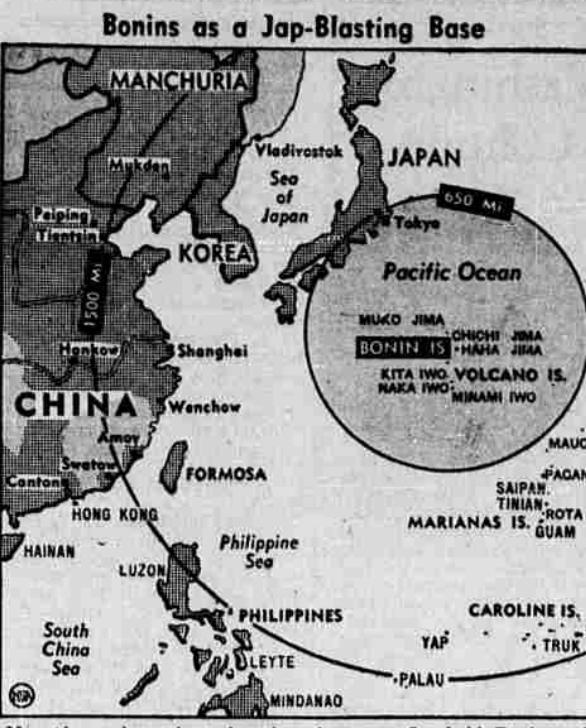 Bonins as a Jap-Blasting Base
MANCHURIA
Mukden
Vladivostok
JAPAN
Sea
of
Japan
650 Mi.
Peiping
Tientsin
Tokyo
KOREA
Pacific Ocean
1500 Mi
MUKO JIMA
CHICHI JIMA
BONIN IS
HAHA JIMA
Hankow
Shanghai
KITA IWO
VOLCANO IS.
NAKA IWO
MINAMI IWO
CHINA
Wenchow
Amoy
Swatow
Canton
FORMOSA
HONG KONG
MAUG
PAGAN
SAIPAN
TINIAN
ROTA
MARIANAS IS.
GUAM
HAINAN
Philippine
Sea
LUZON
PHILIPPINES
CAROLINE IS.
South
China
Sea
YAP
TRUK
LEYTE
PALAU
MINDANAO
NEA